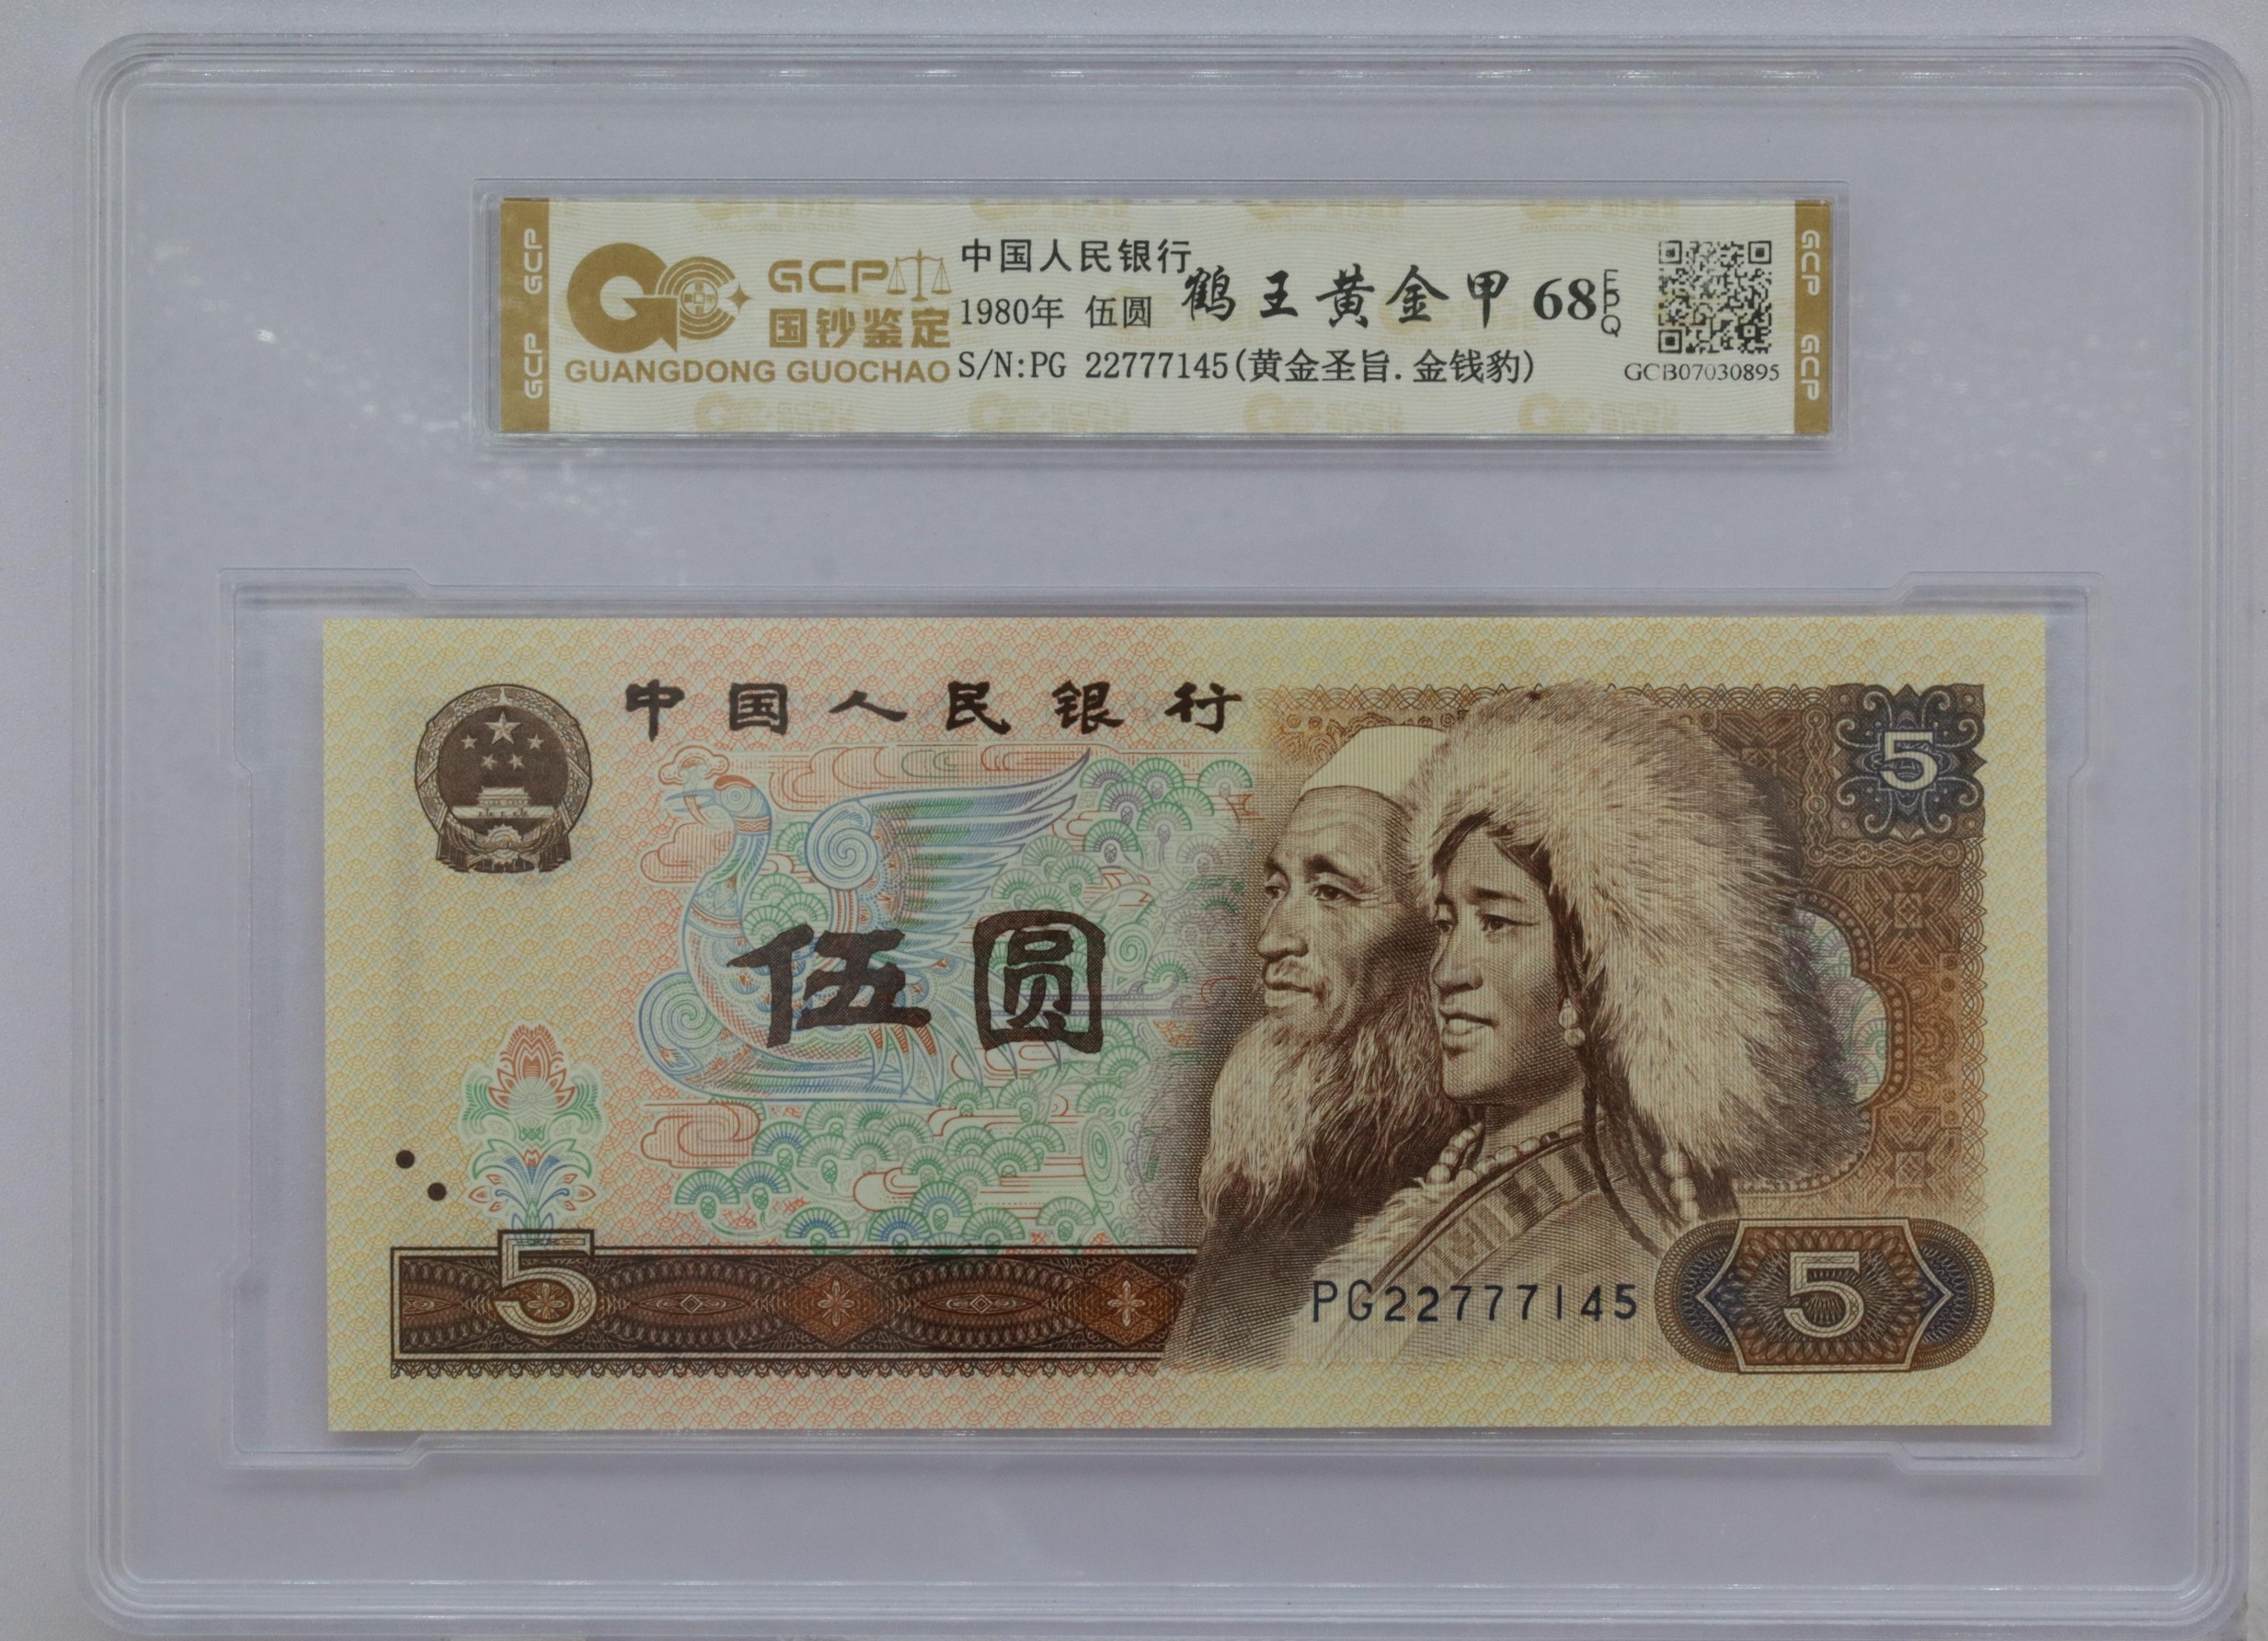 GCP
GCP
GCP
国钞鉴定
GUANGDONG GUOCHAO
中国人民银行
1980年 伍圆
鹤王黄金甲 68 EPQ
S/N:PG 22777145(黄金圣旨.金钱豹)
GCB07030895
GCP
GCP
中国人民银行
5
伍圆
5
PG22777145
5